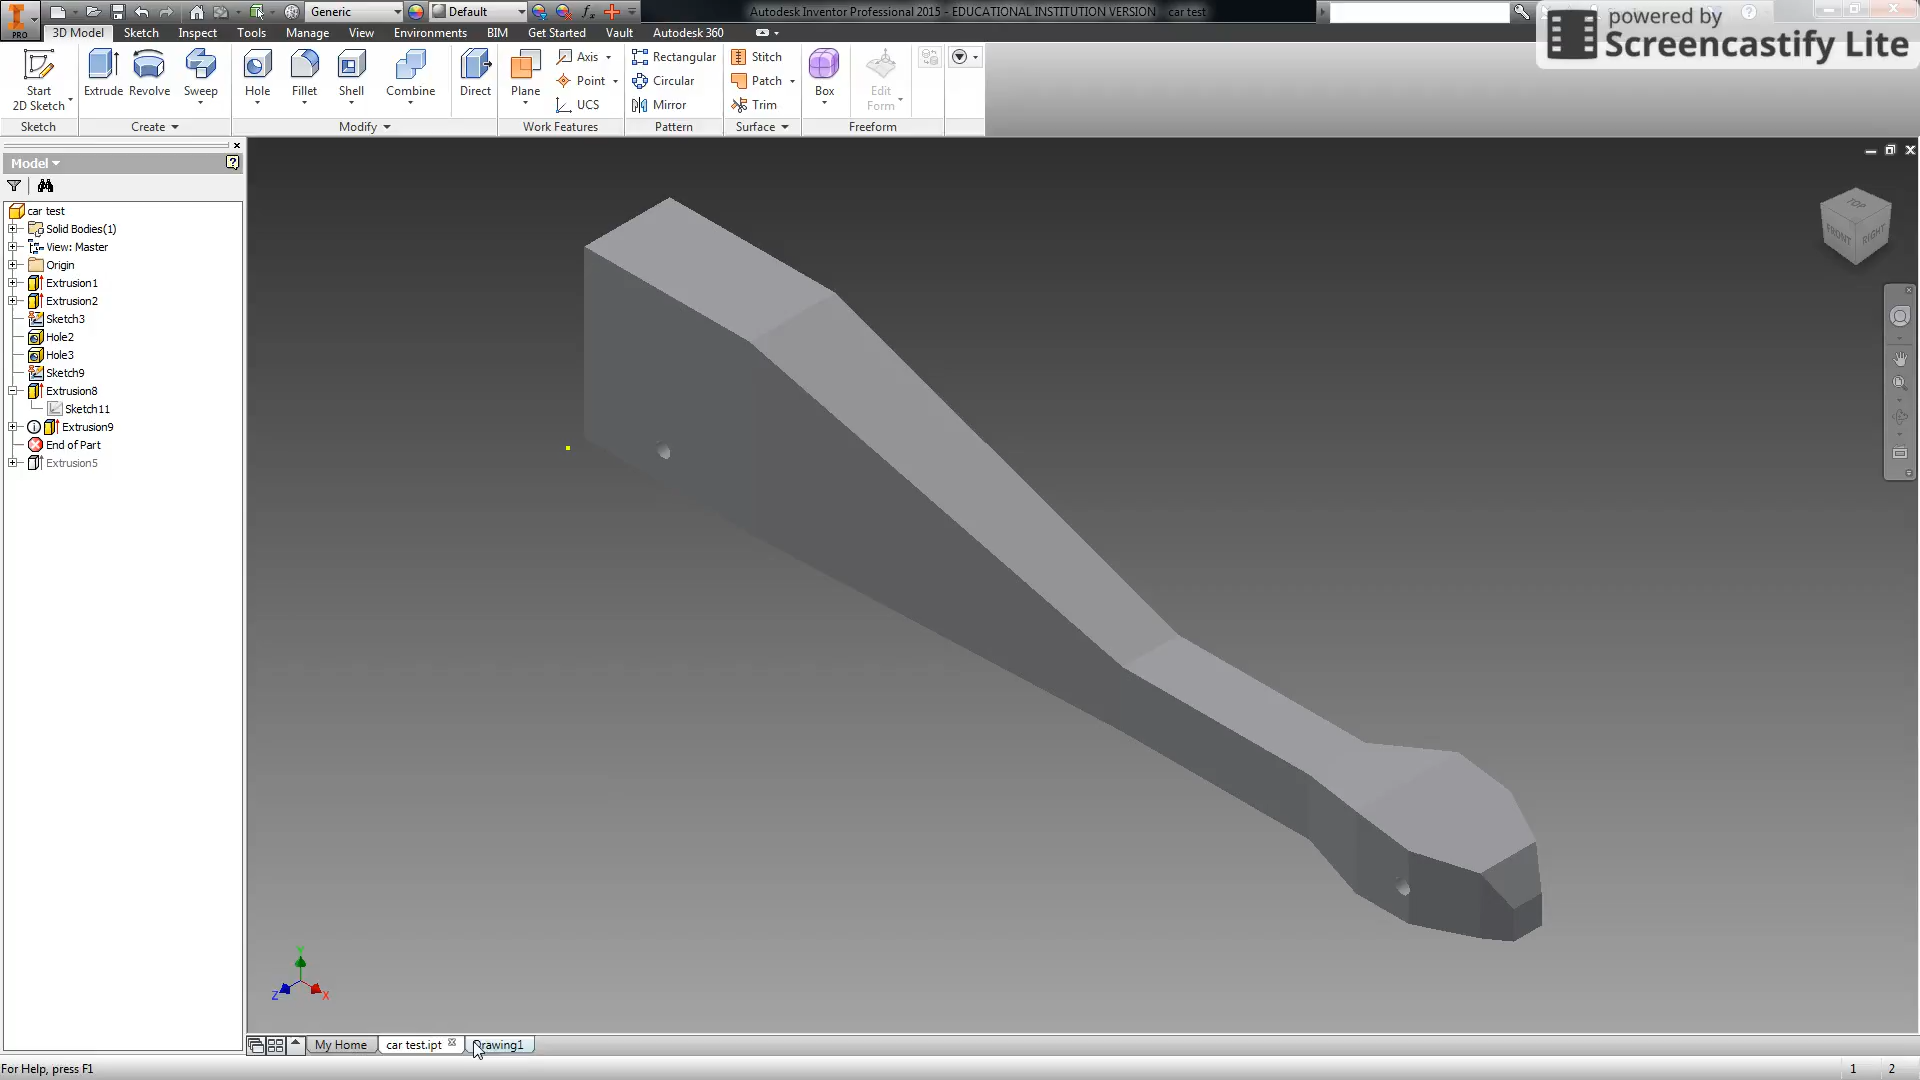 Generic
Default
Autodesk Inventor Professional 2015 - EDUCATIONAL INSTITUTION VERSION car test
powered by
Screencastify Lite
PRO
3D Model Sketch Inspect Tools Manage View Environments BIM Get Started Vault Autodesk 360
Start
2D Sketch
Extrude Revolve Sweep
Hole Fillet Shell Combine
Direct
Plane
Axis
Point
UCS
Rectangular
Circular
Mirror
Stitch
Patch
Trim
Box
Edit
Form
Sketch Create Modify Work Features Pattern Surface Freeform
Model
car test
Solid Bodies(1)
View: Master
Origin
Extrusion1
Extrusion2
Sketch3
Hole2
Hole3
Sketch9
Extrusion8
Sketch11
Extrusion9
End of Part
Extrusion5
TOP
FRONT RIGHT
Y
Z X
My Home car test.ipt Drawing1
For Help, press F1
1 2